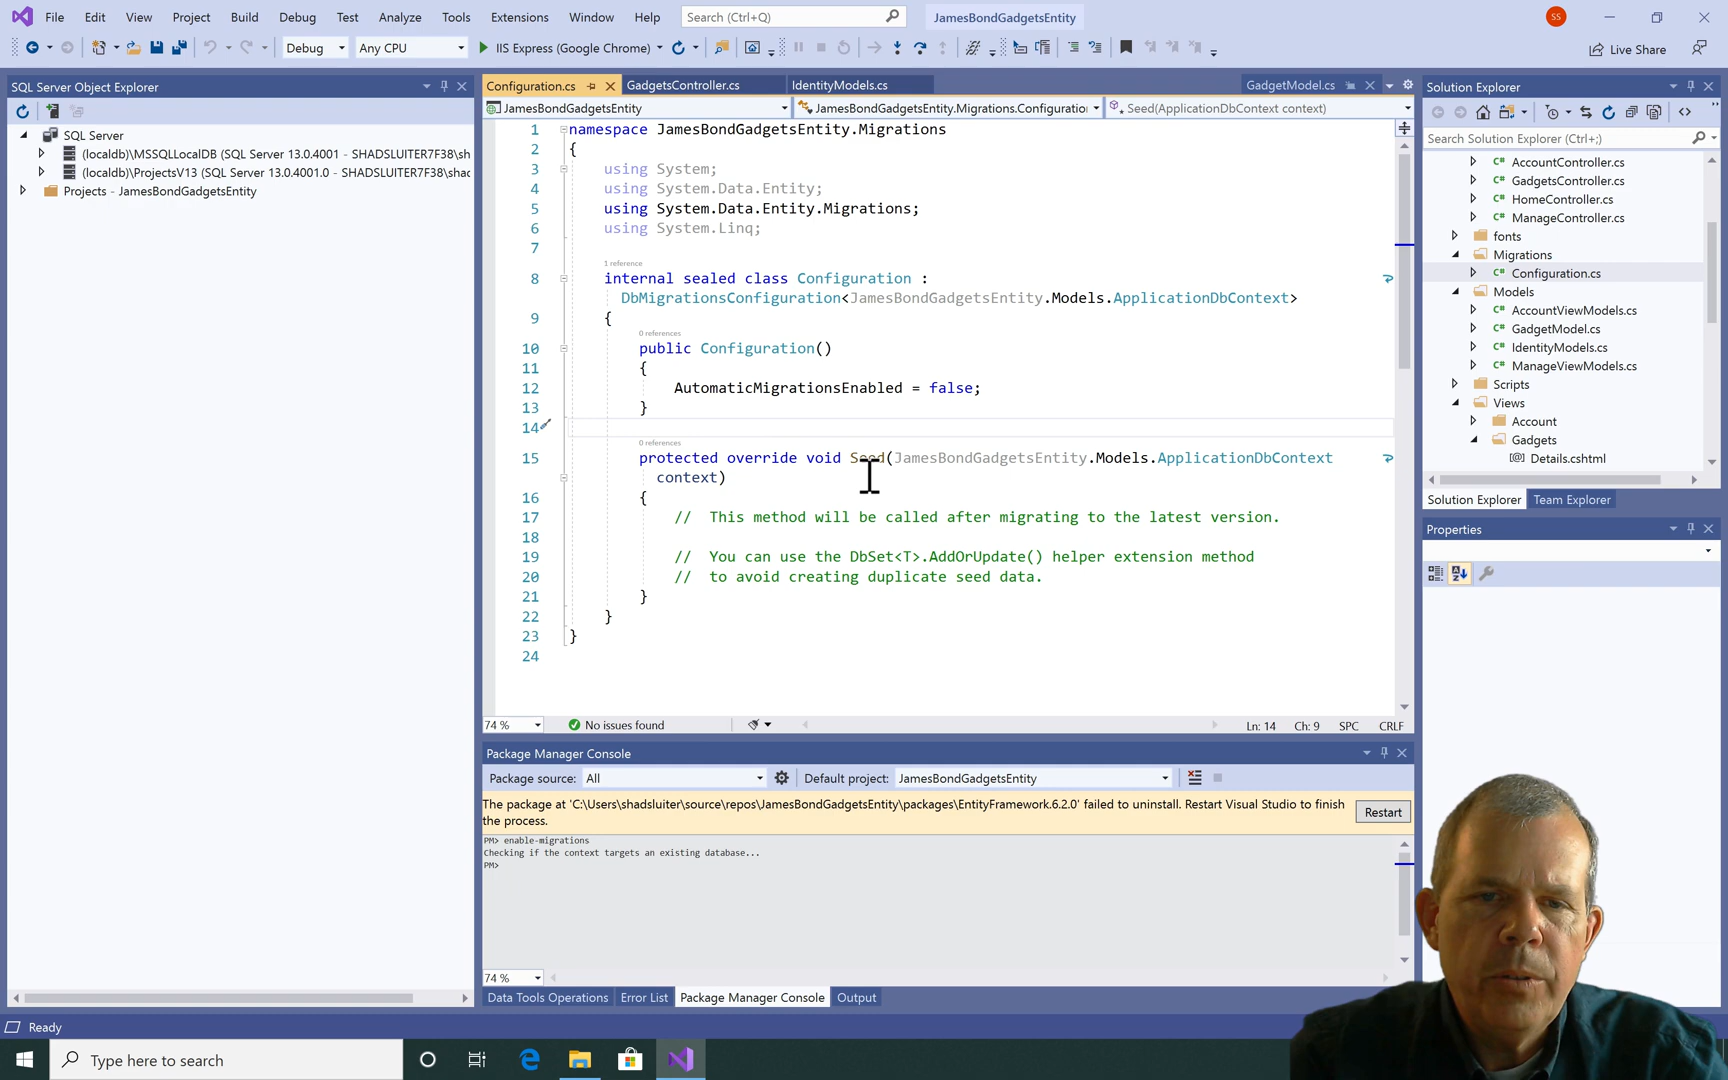 File Edit View Project Build Debug Test Analyze Tools Extensions Window Help Search (Ctrl+Q) JamesBondGadgetsEntity SS
Debug Any CPU IIS Express (Google Chrome) Live Share
SQL Server Object Explorer
SQL Server
(localdb)\MSSQLLocalDB (SQL Server 13.0.4001 - SHADSLUITER7F38\sh
(localdb)\ProjectsV13 (SQL Server 13.0.4001.0 - SHADSLUITER7F38\shac
Projects - JamesBondGadgetsEntity
Configuration.cs GadgetsController.cs IdentityModels.cs GadgetModel.cs
JamesBondGadgetsEntity JamesBondGadgetsEntity.Migrations.Configuration Seed(ApplicationDbContext context)
1 namespace JamesBondGadgetsEntity.Migrations
2 {
3 using System;
4 using System.Data.Entity;
5 using System.Data.Entity.Migrations;
6 using System.Linq;
7
1 reference
8 internal sealed class Configuration :
DbMigrationsConfiguration<JamesBondGadgetsEntity.Models.ApplicationDbContext>
9 {
0 references
10 public Configuration()
11 {
12 AutomaticMigrationsEnabled = false;
13 }
14
0 references
15 protected override void Seed(JamesBondGadgetsEntity.Models.ApplicationDbContext
context)
16 {
17 // This method will be called after migrating to the latest version.
18
19 // You can use the DbSet<T>.AddOrUpdate() helper extension method
20 // to avoid creating duplicate seed data.
21 }
22 }
23 }
24
74 % No issues found Ln: 14 Ch: 9 SPC CRLF
Package Manager Console
Package source: All Default project: JamesBondGadgetsEntity
The package at 'C:\Users\shadsluiter\source\repos\JamesBondGadgetsEntity\packages\EntityFramework.6.2.0' failed to uninstall. Restart Visual Studio to finish
the process.
Restart
PM> enable-migrations
Checking if the context targets an existing database...
PM>
74 %
Data Tools Operations Error List Package Manager Console Output
Solution Explorer
Search Solution Explorer (Ctrl+;)
C# AccountController.cs
C# GadgetsController.cs
C# HomeController.cs
C# ManageController.cs
fonts
Migrations
C# Configuration.cs
Models
C# AccountViewModels.cs
C# GadgetModel.cs
C# IdentityModels.cs
C# ManageViewModels.cs
Scripts
Views
Account
Gadgets
[@] Details.cshtml
Solution Explorer Team Explorer
Properties
Ready
Type here to search